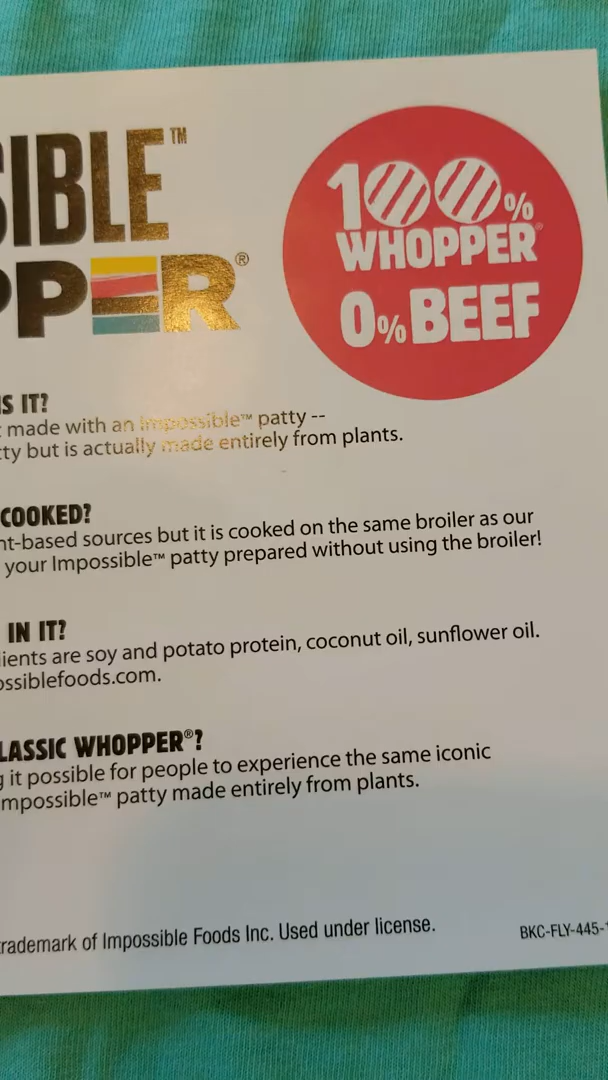 SIBLE™
PPER®
100%
WHOPPER®
0% BEEF
IS IT?
made with an Impossible™ patty --
tty but is actually made entirely from plants.
COOKED?
nt-based sources but it is cooked on the same broiler as our
your Impossible™ patty prepared without using the broiler!
IN IT?
ients are soy and potato protein, coconut oil, sunflower oil.
ossiblefoods.com.
LASSIC WHOPPER®?
g it possible for people to experience the same iconic
mpossible™ patty made entirely from plants.
rademark of Impossible Foods Inc. Used under license.
BKC-FLY-445-